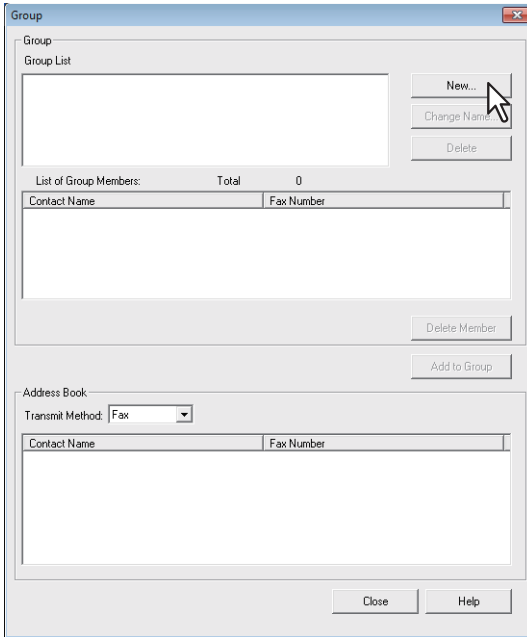 Group
Group
Group List
New...
Change Name...
Delete
List of Group Members: Total 0
Contact Name Fax Number
Delete Member
Add to Group
Address Book
Transmit Method: Fax
Contact Name Fax Number
Close Help